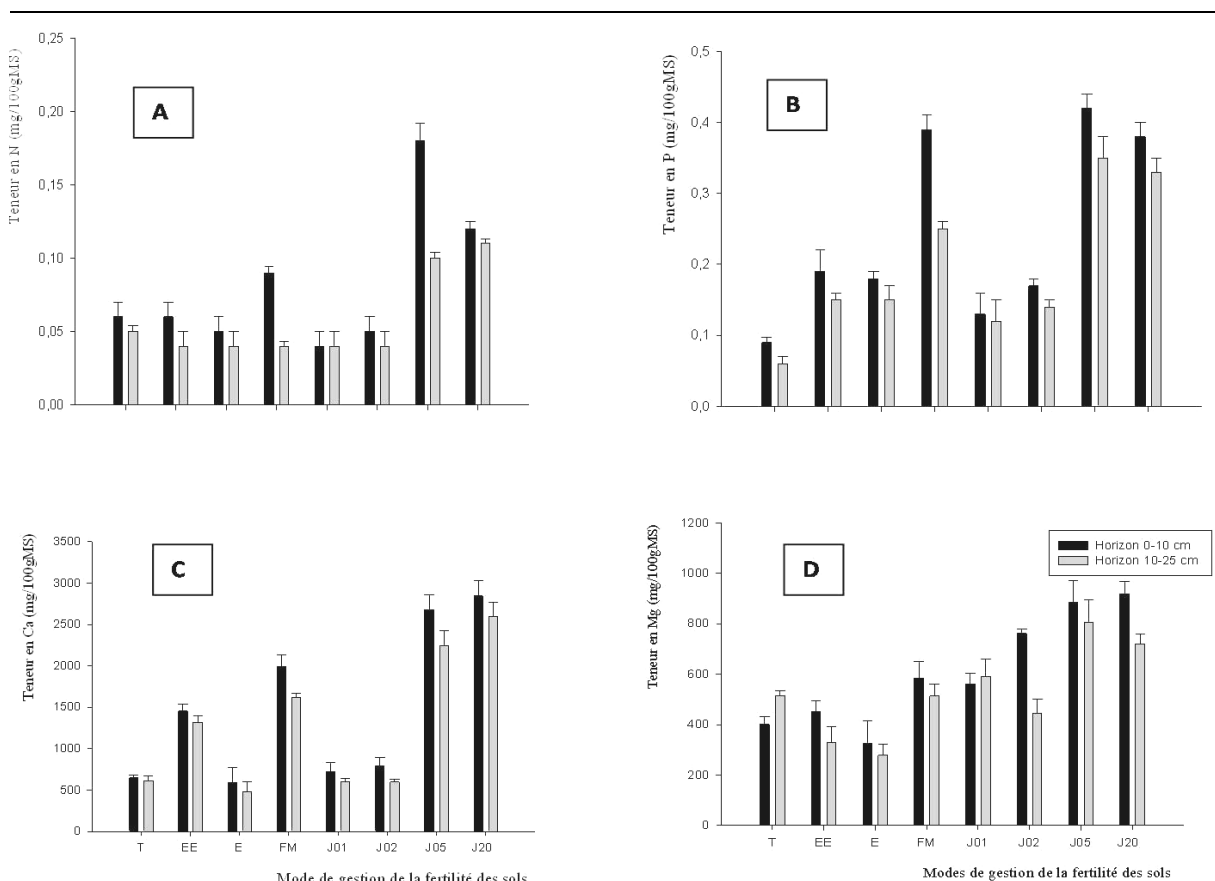 A
Teneur en N (mg/100gMS)
0,25
0,20
0,15
0,10
0,05
0,00
B
Teneur en P (mg/100gMS)
0,5
0,4
0,3
0,2
0,1
0,0
C
Teneur en Ca (mg/100gMS)
3500
3000
2500
2000
1500
1000
500
0
T EE E FM J01 J02 J05 J20
Mode de gestion de la fertilité des sols
D
Teneur en Mg (mg/100gMS)
1200
1000
800
600
400
200
0
Horizon 0-10 cm
Horizon 10-25 cm
T EE E FM J01 J02 J05 J20
Modes de gestion de la fertilité des sols